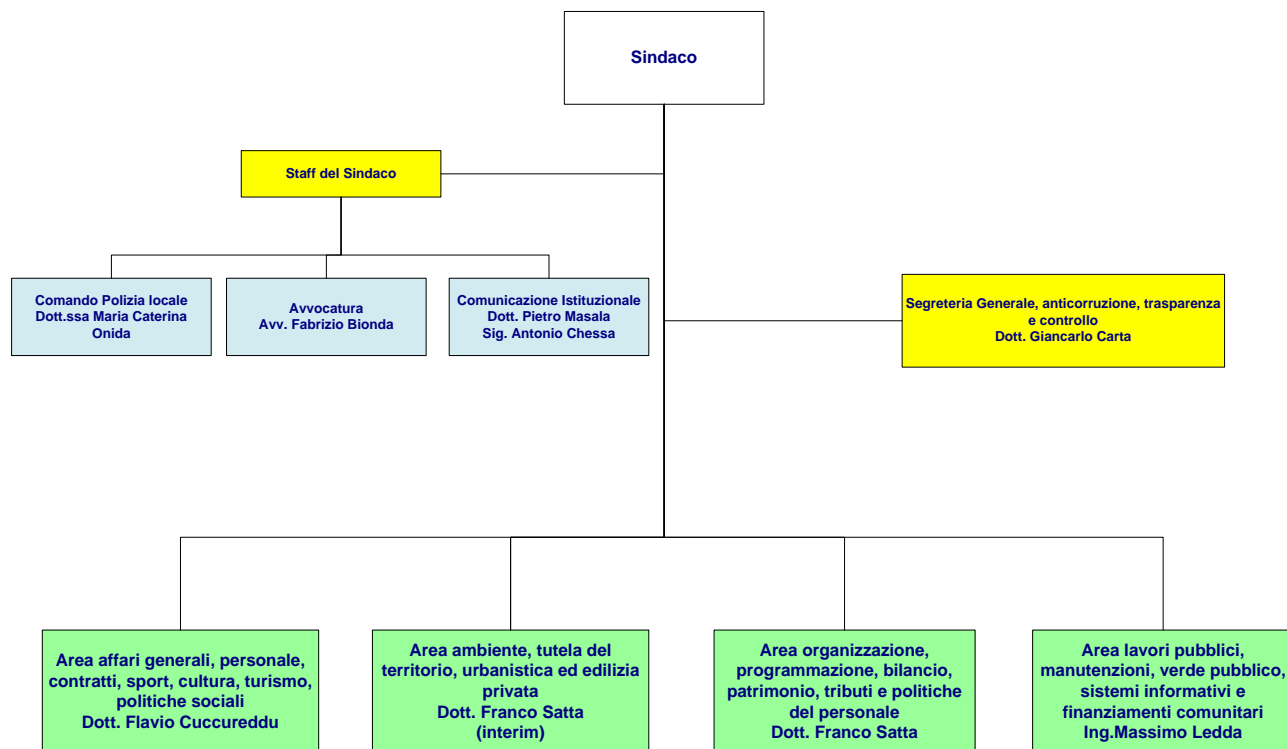 Sindaco
Staff del Sindaco
Comando Polizia locale
Dott.ssa Maria Caterina
Onida
Avvocatura
Avv. Fabrizio Bionda
Comunicazione Istituzionale
Dott. Pietro Masala
Sig. Antonio Chessa
Segreteria Generale, anticorruzione, trasparenza
e controllo
Dott. Giancarlo Carta
Area affari generali, personale,
contratti, sport, cultura, turismo,
politiche sociali
Dott. Flavio Cuccureddu
Area ambiente, tutela del
territorio, urbanistica ed edilizia
privata
Dott. Franco Satta
(interim)
Area organizzazione,
programmazione, bilancio,
patrimonio, tributi e politiche
del personale
Dott. Franco Satta
Area lavori pubblici,
manutenzioni, verde pubblico,
sistemi informativi e
finanziamenti comunitari
Ing.Massimo Ledda